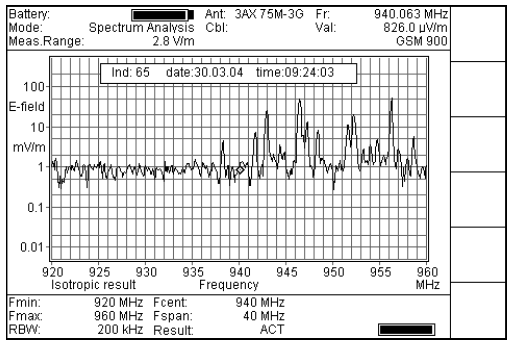 Battery: Ant: 3AX 75M-3G Fr: 940.063 MHz
Mode: Spectrum Analysis Cbl: Val: 826.0 µV/m
Meas.Range: 2.8 V/m GSM 900
Ind: 65 date:30.03.04 time:09:24:03
100
E-field
10
mV/m
1
0.1
0.01
920 925 930 935 940 945 950 955 960
Isotropic result Frequency MHz
Fmin: 920 MHz Fcent: 940 MHz
Fmax: 960 MHz Fspan: 40 MHz
RBW: 200 kHz Result: ACT